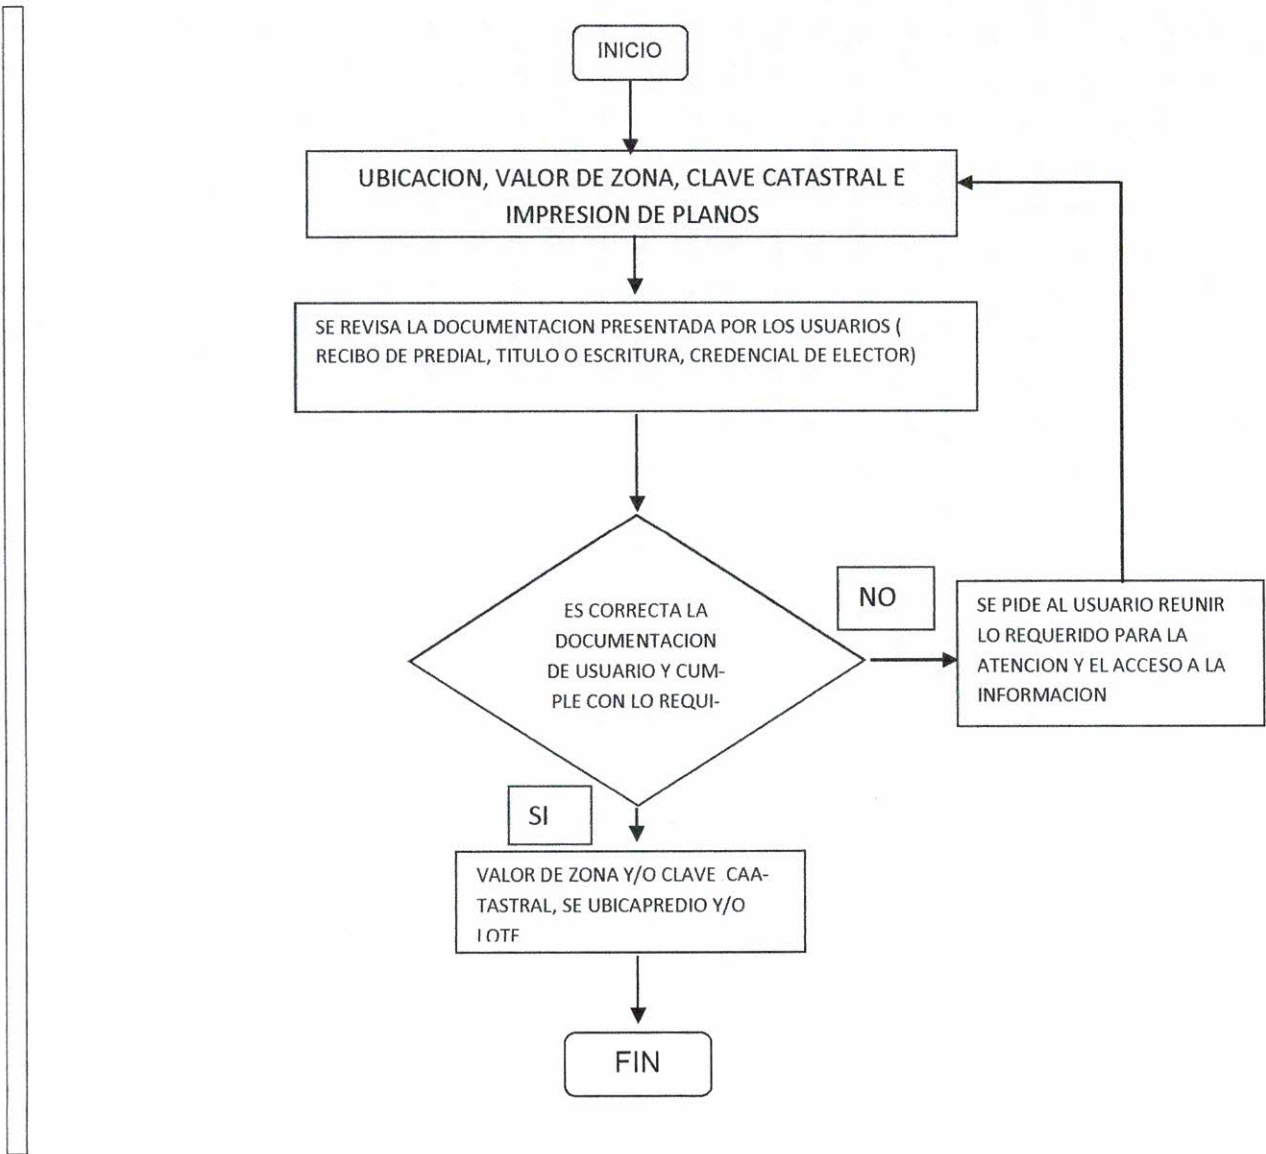 INICIO
UBICACION, VALOR DE ZONA, CLAVE CATASTRAL E
IMPRESION DE PLANOS
SE REVISA LA DOCUMENTACION PRESENTADA POR LOS USUARIOS (
RECIBO DE PREDIAL, TITULO O ESCRITURA, CREDENCIAL DE ELECTOR)
ES CORRECTA LA
DOCUMENTACION
DE USUARIO Y CUM-
PLE CON LO REQUI-
NO
SE PIDE AL USUARIO REUNIR
LO REQUERIDO PARA LA
ATENCION Y EL ACCESO A LA
INFORMACION
SI
VALOR DE ZONA Y/O CLAVE CAA-
TASTRAL, SE UBICAPREDIO Y/O
LOTE
FIN